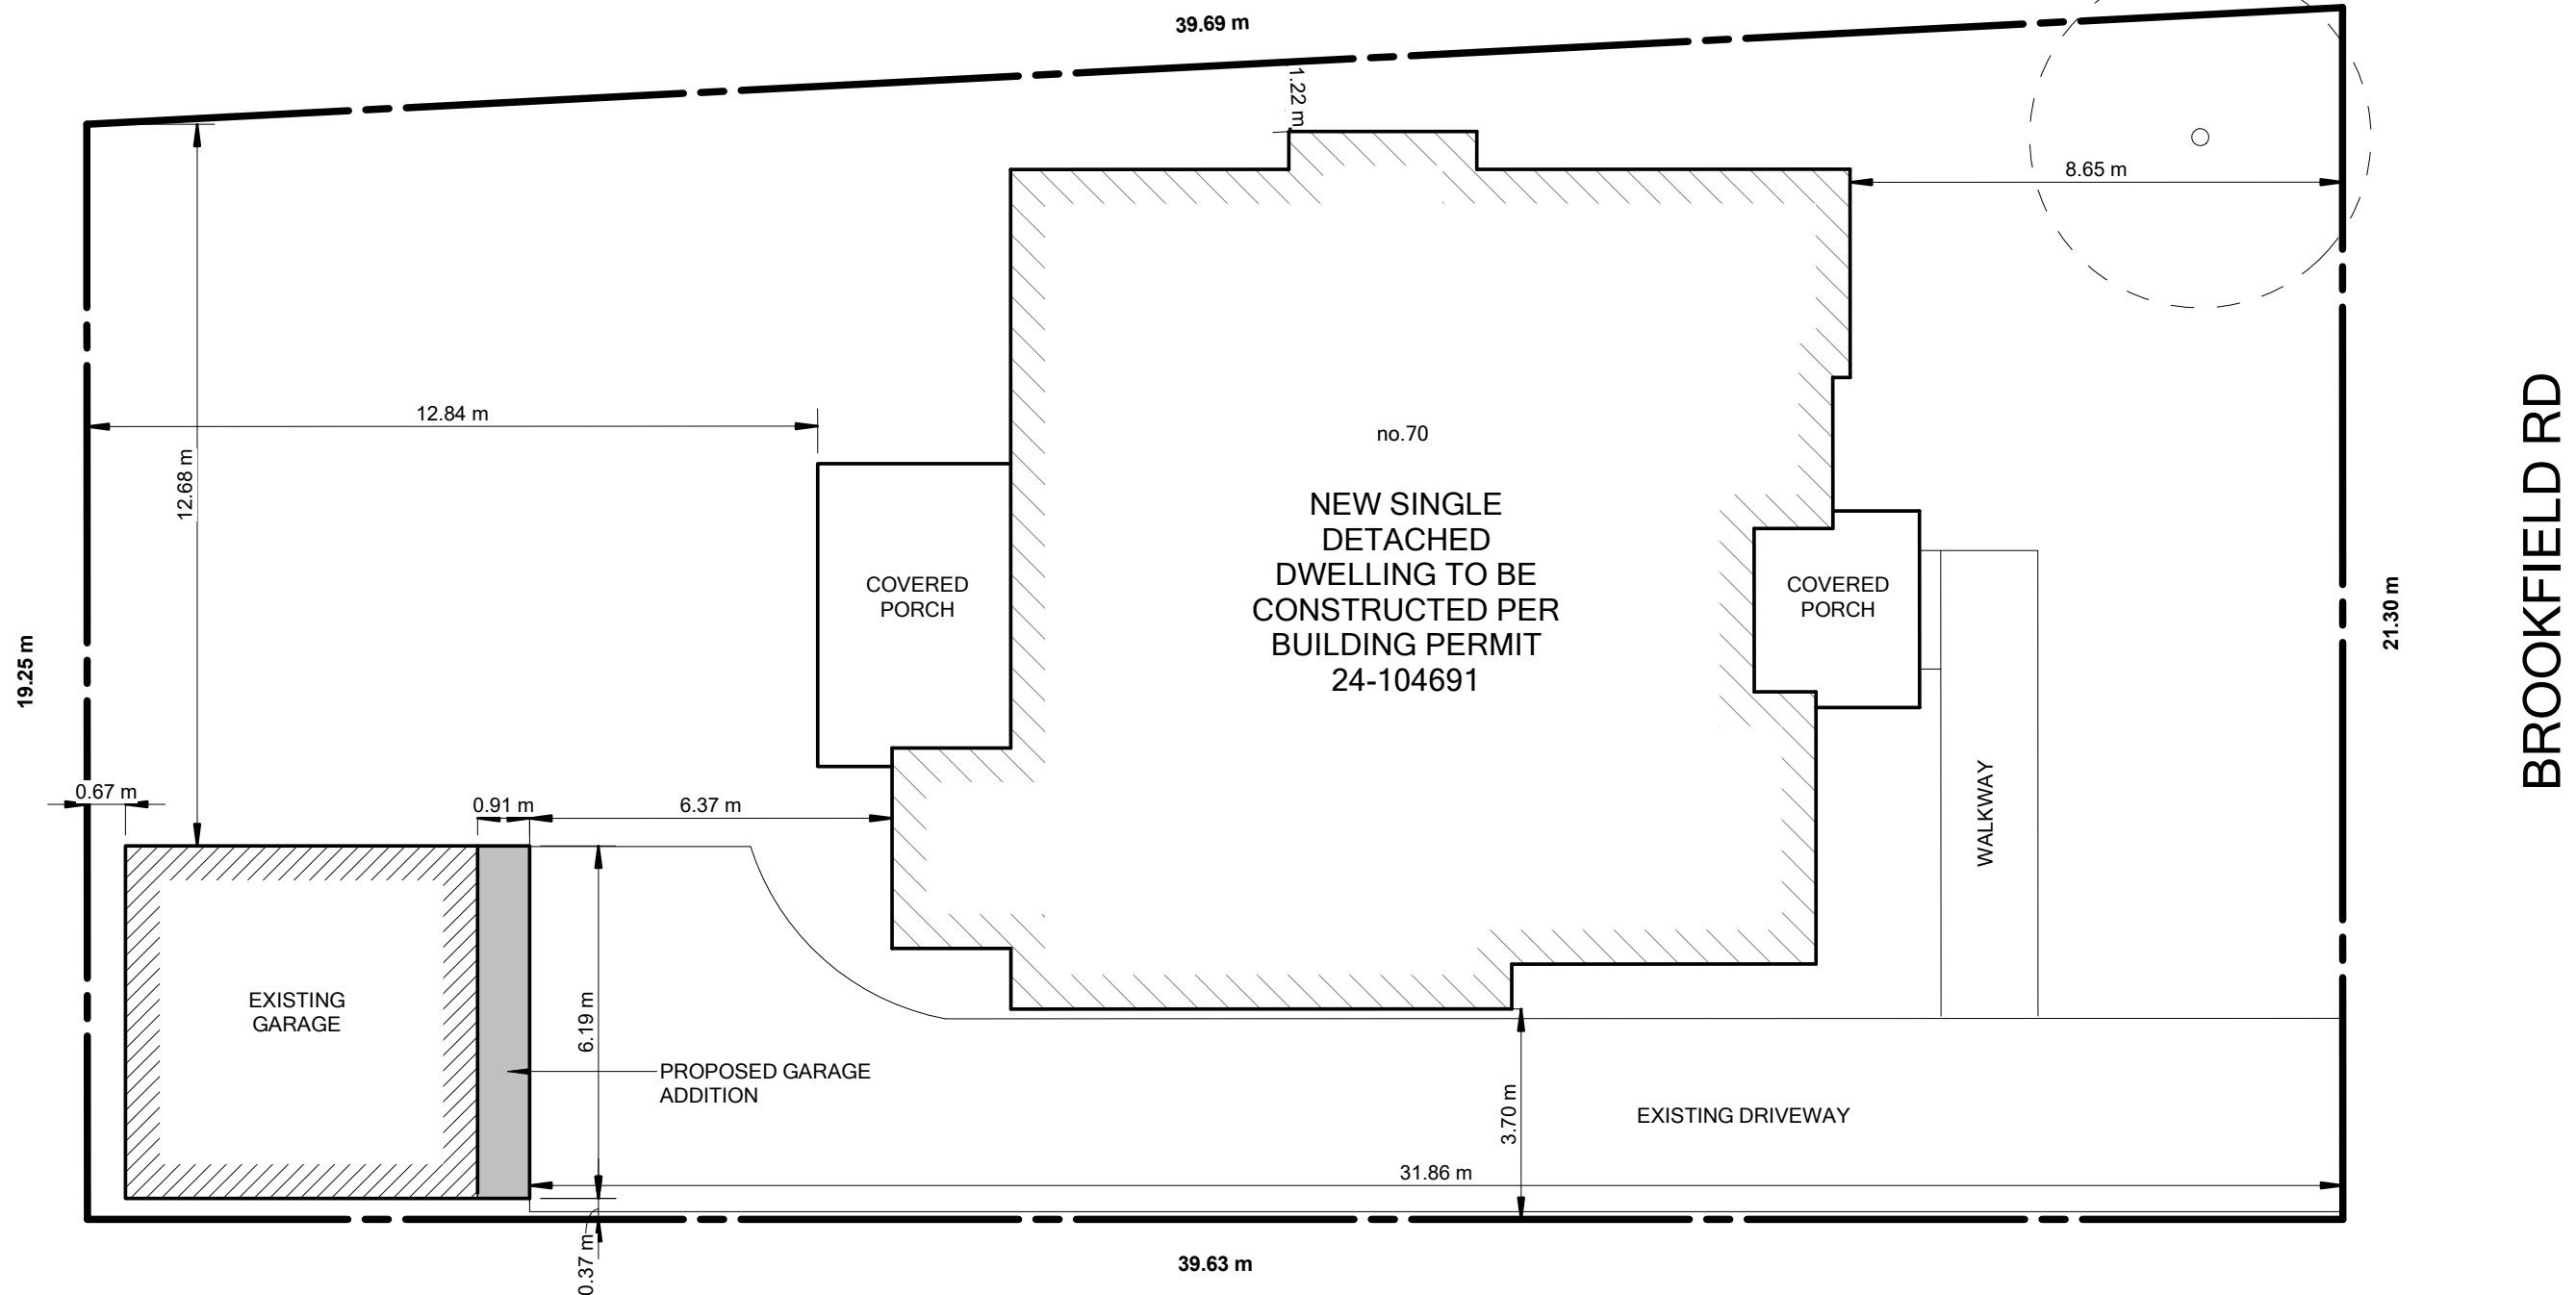 39.69 m
1.22 m
8.65 m
12.84 m
12.68 m
no.70
NEW SINGLE
DETACHED
DWELLING TO BE
CONSTRUCTED PER
BUILDING PERMIT
24-104691
COVERED
PORCH
COVERED
PORCH
BROOKFIELD RD
21.30 m
19.25 m
0.67 m
0.91 m
6.37 m
WALKWAY
EXISTING
GARAGE
6.19 m
PROPOSED GARAGE
ADDITION
3.70 m
EXISTING DRIVEWAY
31.86 m
0.37 m
39.63 m